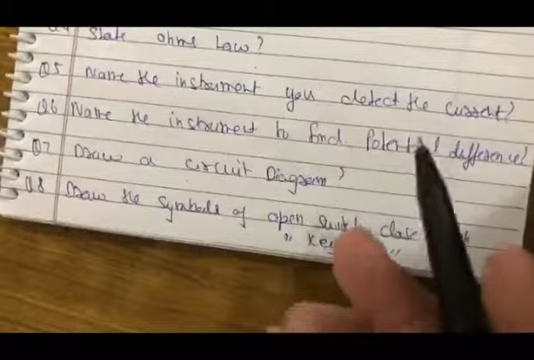 Q4 State ohms Law?
Q5 Name the instrument you detect the current?
Q6 Name the instrument to find Potential difference?
Q7 Draw a circuit Diagram?
Q8 Draw the symbols of open switch close
" Key "